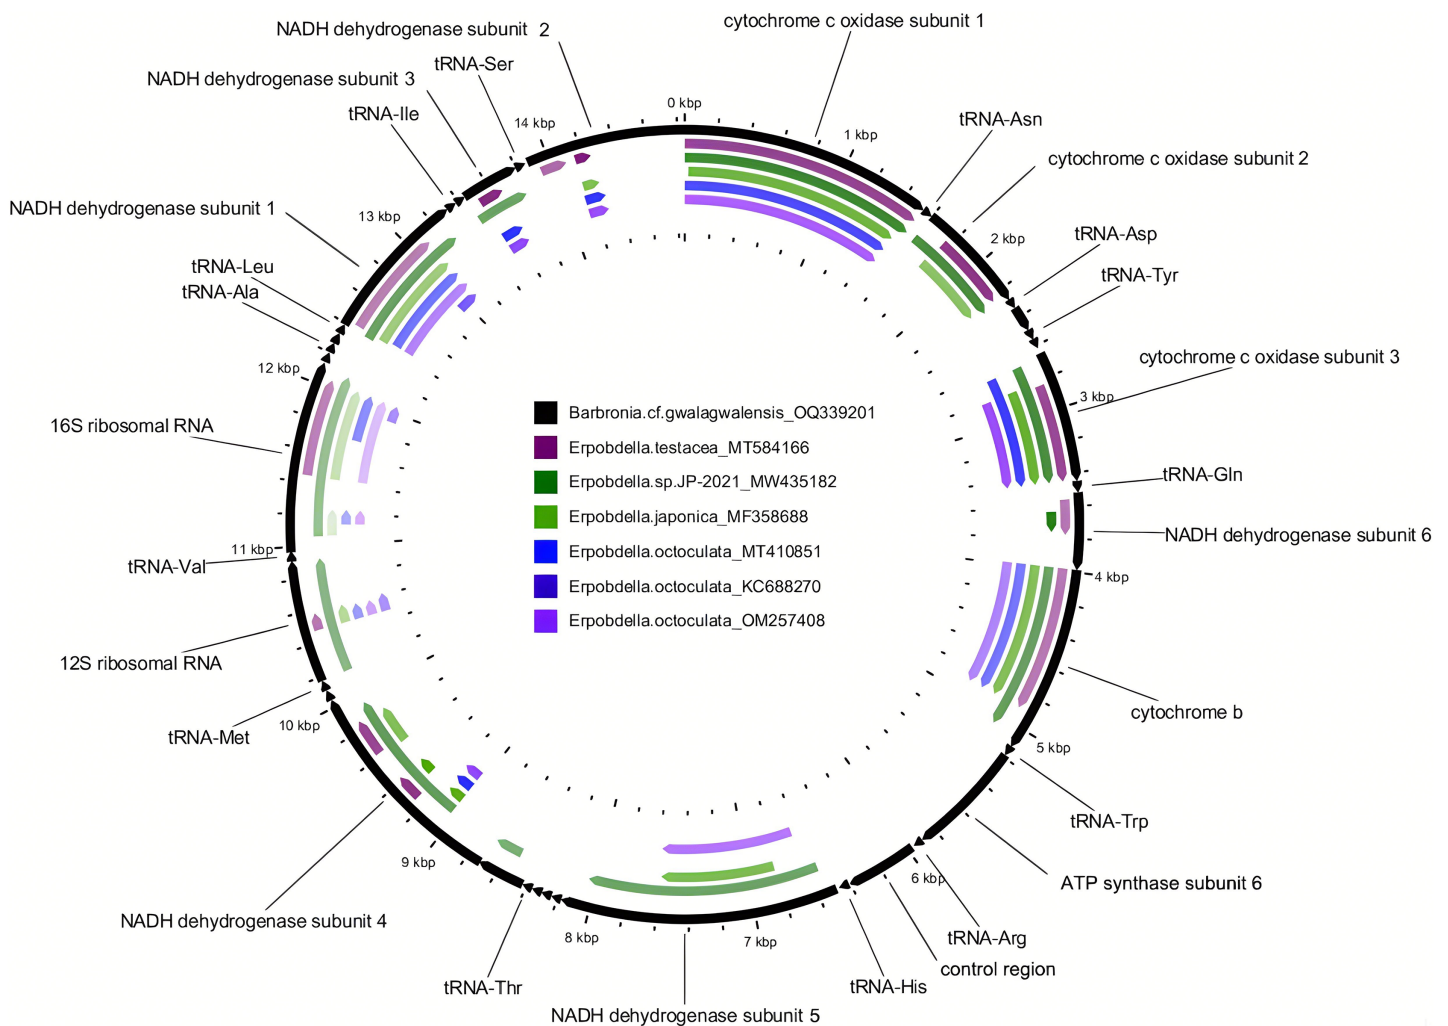 cytochrome c oxidase subunit 1
NADH dehydrogenase subunit 2
tRNA-Ser
NADH dehydrogenase subunit 3
tRNA-Ile
14 kbp
0 kbp
1 kbp
tRNA-Asn
cytochrome c oxidase subunit 2
NADH dehydrogenase subunit 1
13 kbp
2 kbp
tRNA-Asp
tRNA-Leu
tRNA-Ala
tRNA-Tyr
12 kbp
cytochrome c oxidase subunit 3
3 kbp
16S ribosomal RNA
Barbronia.cf.gwalagwalensis_OQ339201
Erpobdella.testacea_MT584166
Erpobdella.sp.JP-2021_MW435182
Erpobdella.japonica_MF358688
Erpobdella.octoculata_MT410851
Erpobdella.octoculata_KC688270
Erpobdella.octoculata_OM257408
tRNA-Gln
NADH dehydrogenase subunit 6
11 kbp
tRNA-Val
4 kbp
12S ribosomal RNA
cytochrome b
10 kbp
tRNA-Met
5 kbp
tRNA-Trp
9 kbp
6 kbp
ATP synthase subunit 6
NADH dehydrogenase subunit 4
8 kbp
7 kbp
tRNA-Arg
control region
tRNA-Thr
tRNA-His
NADH dehydrogenase subunit 5